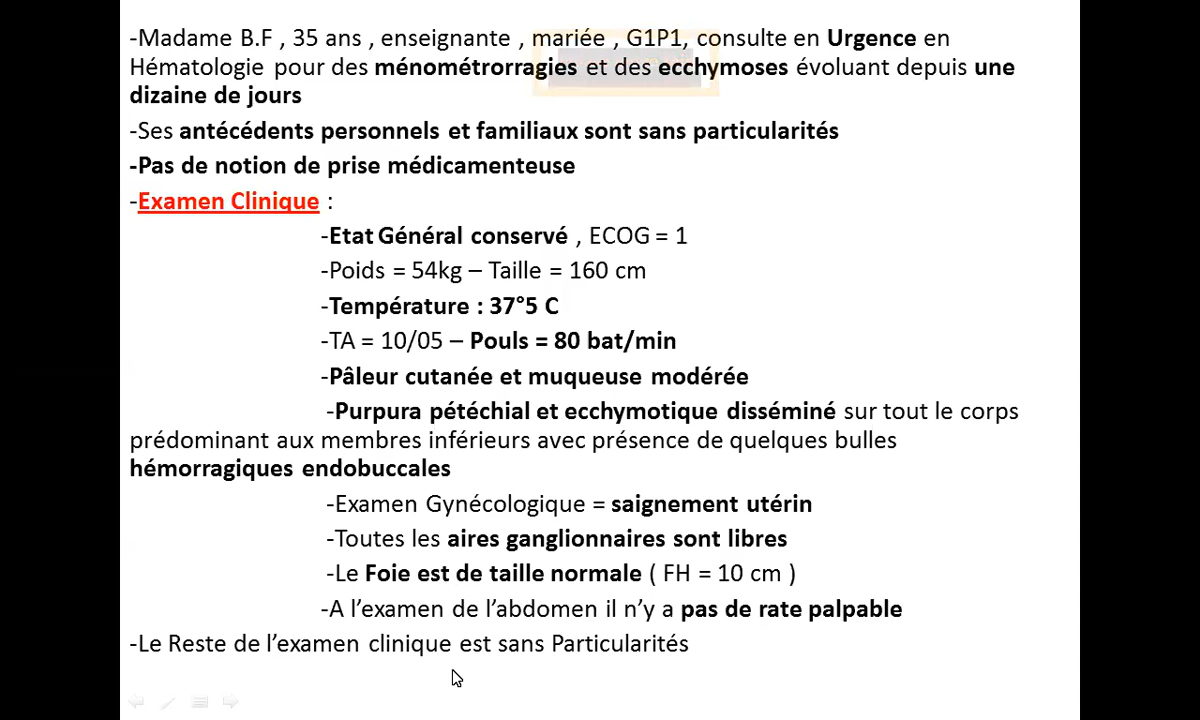 -Madame B.F , 35 ans , enseignante , mariée , G1P1, consulte en Urgence en
Hématologie pour des ménométrorragies et des ecchymoses évoluant depuis une
dizaine de jours
-Ses antécédents personnels et familiaux sont sans particularités
-Pas de notion de prise médicamenteuse
-Examen Clinique :
-Etat Général conservé , ECOG = 1
-Poids = 54kg – Taille = 160 cm
-Température : 37°5 C
-TA = 10/05 – Pouls = 80 bat/min
-Pâleur cutanée et muqueuse modérée
-Purpura pétéchial et ecchymotique disséminé sur tout le corps
prédominant aux membres inférieurs avec présence de quelques bulles
hémorragiques endobuccales
-Examen Gynécologique = saignement utérin
-Toutes les aires ganglionnaires sont libres
-Le Foie est de taille normale ( FH = 10 cm )
-A l’examen de l’abdomen il n’y a pas de rate palpable
-Le Reste de l’examen clinique est sans Particularités